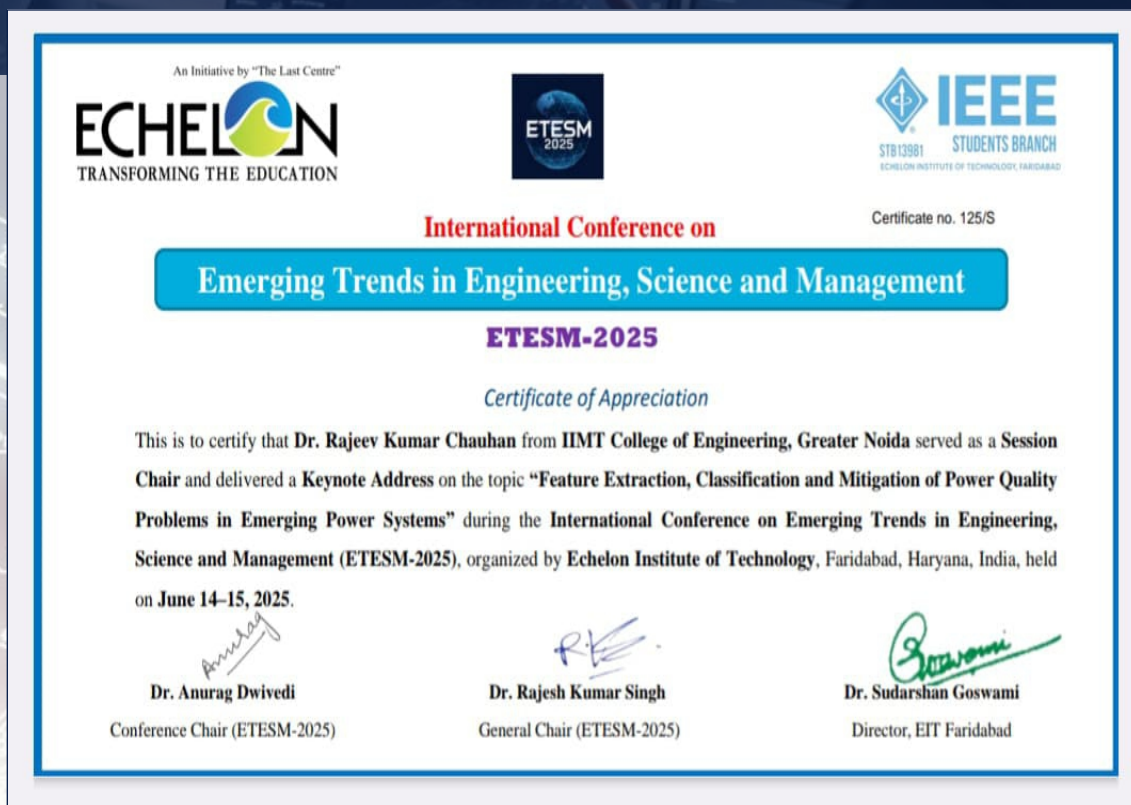 An Initiative by "The Last Centre"
ECHELON
TRANSFORMING THE EDUCATION
ETESM
2025
IEEE
STUDENTS BRANCH
STB13981
ECHELON INSTITUTE OF TECHNOLOGY, FARIDABAD
Certificate no. 125/S
International Conference on
Emerging Trends in Engineering, Science and Management
ETESM-2025
Certificate of Appreciation
This is to certify that Dr. Rajeev Kumar Chauhan from IIMT College of Engineering, Greater Noida served as a Session
Chair and delivered a Keynote Address on the topic “Feature Extraction, Classification and Mitigation of Power Quality
Problems in Emerging Power Systems” during the International Conference on Emerging Trends in Engineering,
Science and Management (ETESM-2025), organized by Echelon Institute of Technology, Faridabad, Haryana, India, held
on June 14–15, 2025.
Anurag
Goswami
Dr. Anurag Dwivedi
Dr. Rajesh Kumar Singh
Dr. Sudarshan Goswami
Conference Chair (ETESM-2025)
General Chair (ETESM-2025)
Director, EIT Faridabad